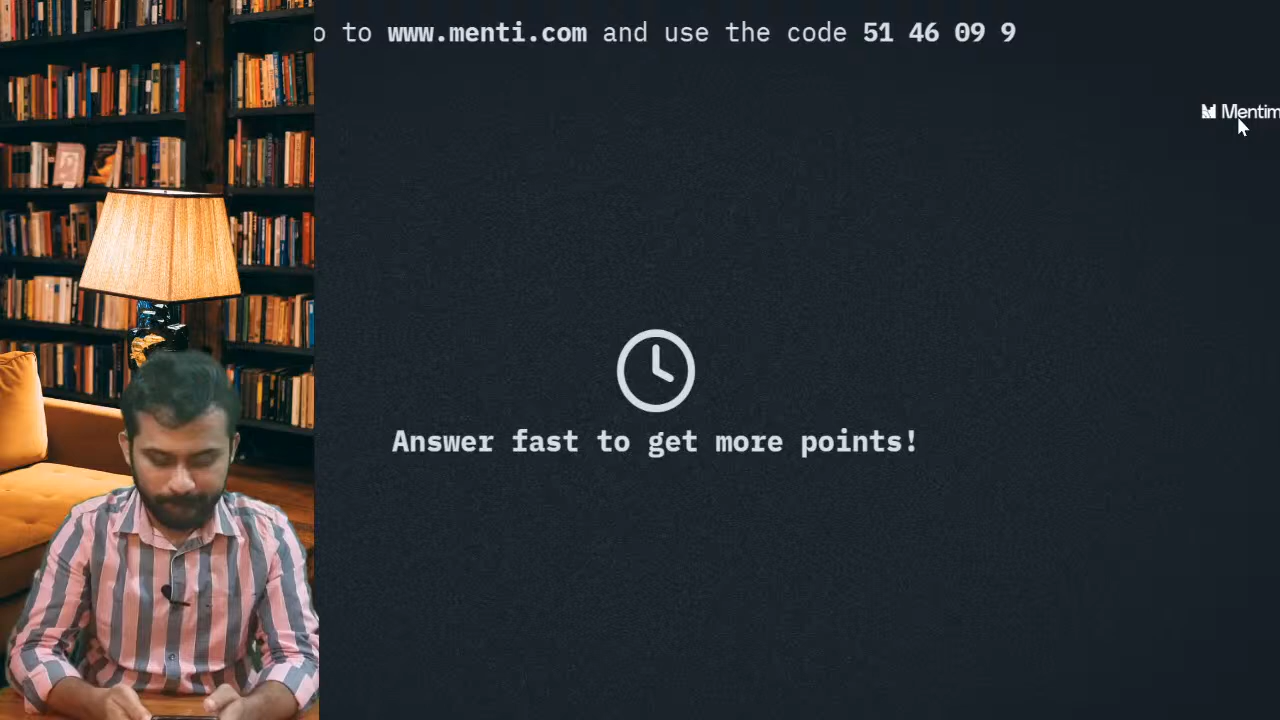 o to www.menti.com and use the code 51 46 09 9
Mentim
Answer fast to get more points!